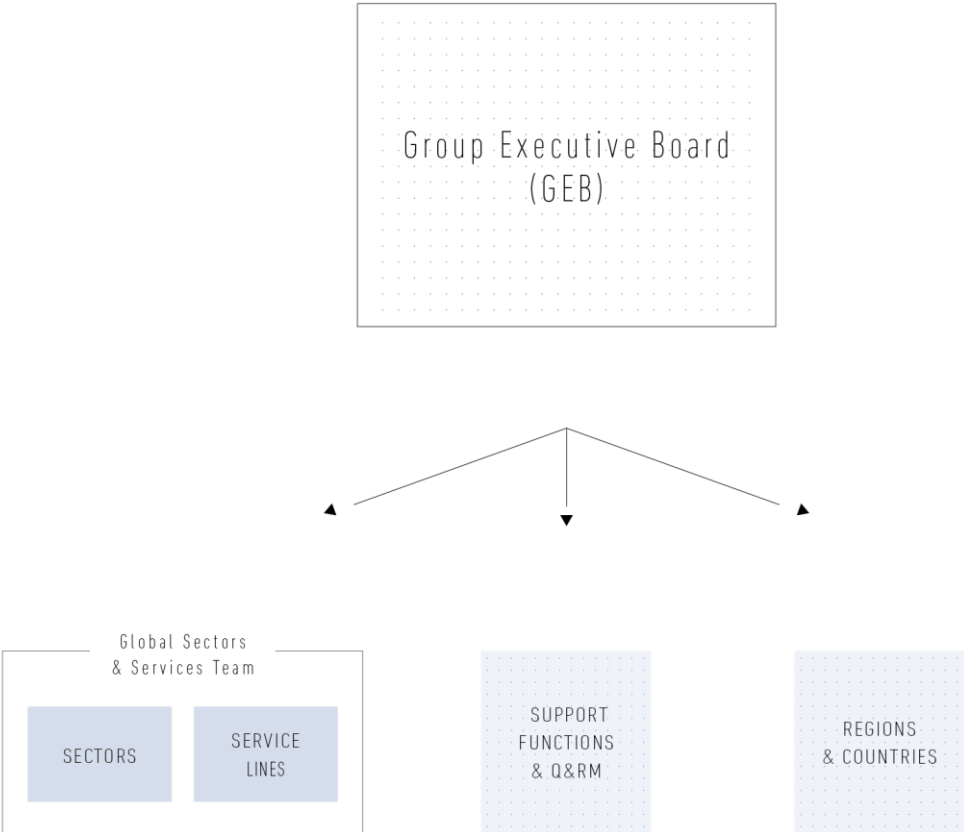 Group Executive Board
(GEB)
Global Sectors
& Services Team
SECTORS
SERVICE
LINES
SUPPORT
FUNCTIONS
& Q&RM
REGIONS
& COUNTRIES